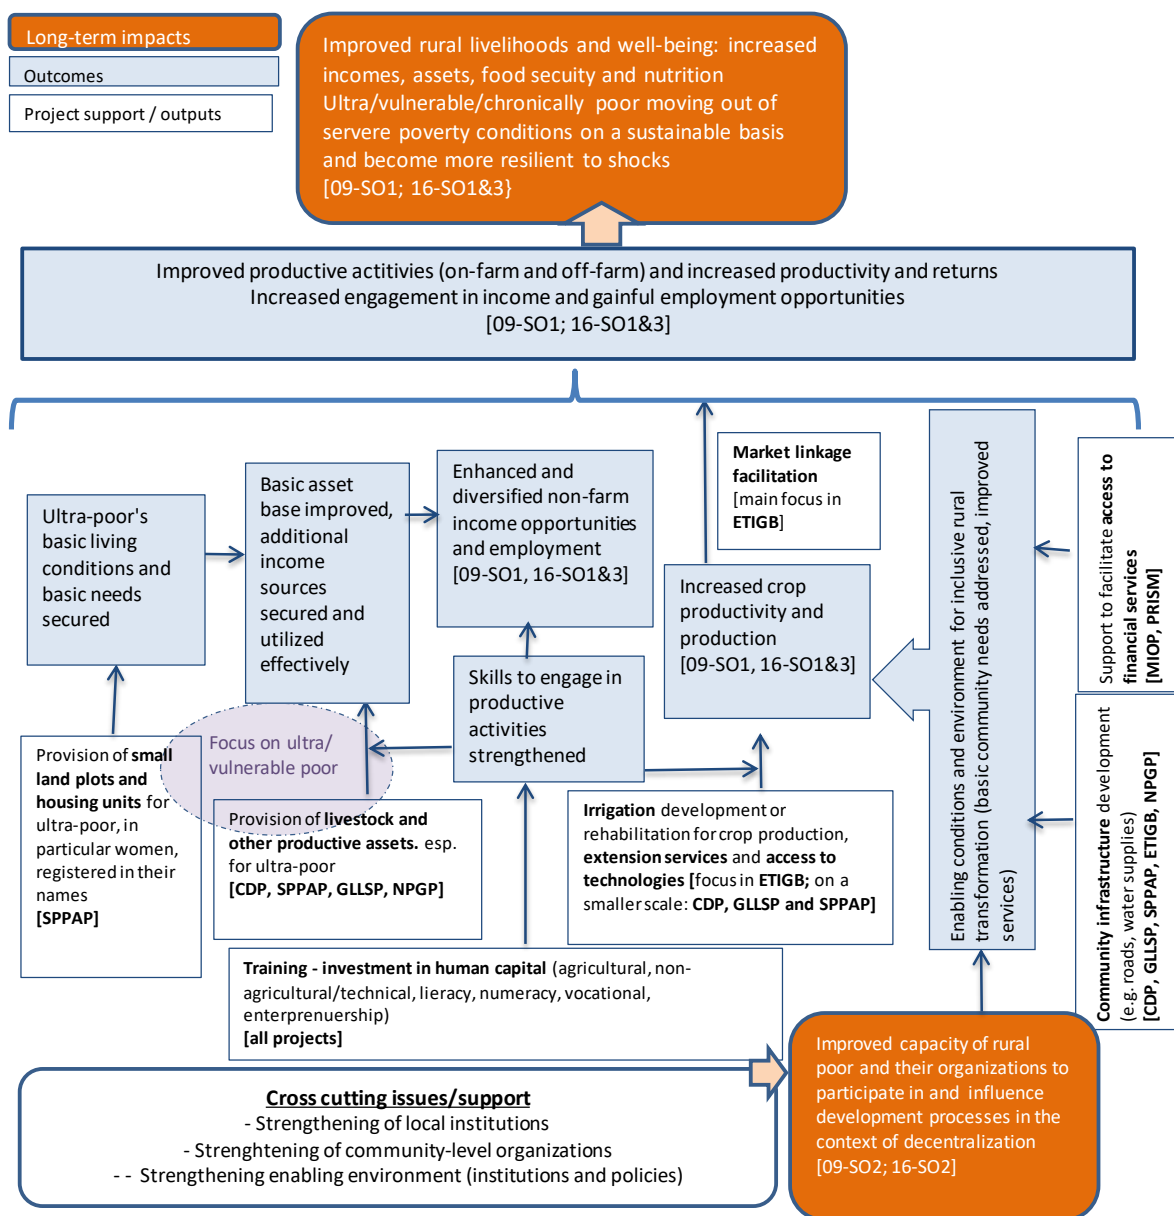 Long-term impacts
Outcomes
Project support / outputs
Improved rural livelihoods and well-being: increased
incomes, assets, food secuity and nutrition
Ultra/vulnerable/chronically poor moving out of
servere poverty conditions on a sustainable basis
and become more resilient to shocks
[09-SO1; 16-SO1&3}
Improved productive actitivies (on-farm and off-farm) and increased productivity and returns
Increased engagement in income and gainful employment opportunities
[09-SO1; 16-SO1&3]
Ultra-poor's
basic living
conditions and
basic needs
secured
Basic asset
base improved,
additional
income
sources
secured and
utilized
effectively
Enhanced and
diversified non-farm
income opportunities
and employment
[09-SO1, 16-SO1&3]
Market linkage
facilitation
[main focus in
ETIGB]
Increased crop
productivity and
production
[09-SO1, 16-SO1&3]
Skills to engage in
productive
activities
strengthened
Focus on ultra/
vulnerable poor
Provision of small
land plots and
housing units for
ultra-poor, in
particular women,
registered in their
names
[SPPAP]
Provision of livestock and
other productive assets. esp.
for ultra-poor
[CDP, SPPAP, GLLSP, NPGP]
Irrigation development or
rehabilitation for crop production,
extension services and access to
technologies [focus in ETIGB; on a
smaller scale: CDP, GLLSP and SPPAP]
Training - investment in human capital (agricultural, non-
agricultural/technical, lieracy, numeracy, vocational,
enterprenuership)
[all projects]
Enabling conditions and environment for inclusive rural
transformation (basic community needs addressed, improved
services)
Support to facilitate access to
financial services
[MIOP, PRISM]
Community infrastructure development
(e.g. roads, water supplies)
[CDP, GLLSP, SPPAP, ETIGB, NPGP]
Cross cutting issues/support
- Strengthening of local institutions
- Strenghtening of community-level organizations
- - Strengthening enabling environment (institutions and policies)
Improved capacity of rural
poor and their organizations to
participate in and influence
development processes in the
context of decentralization
[09-SO2; 16-SO2]